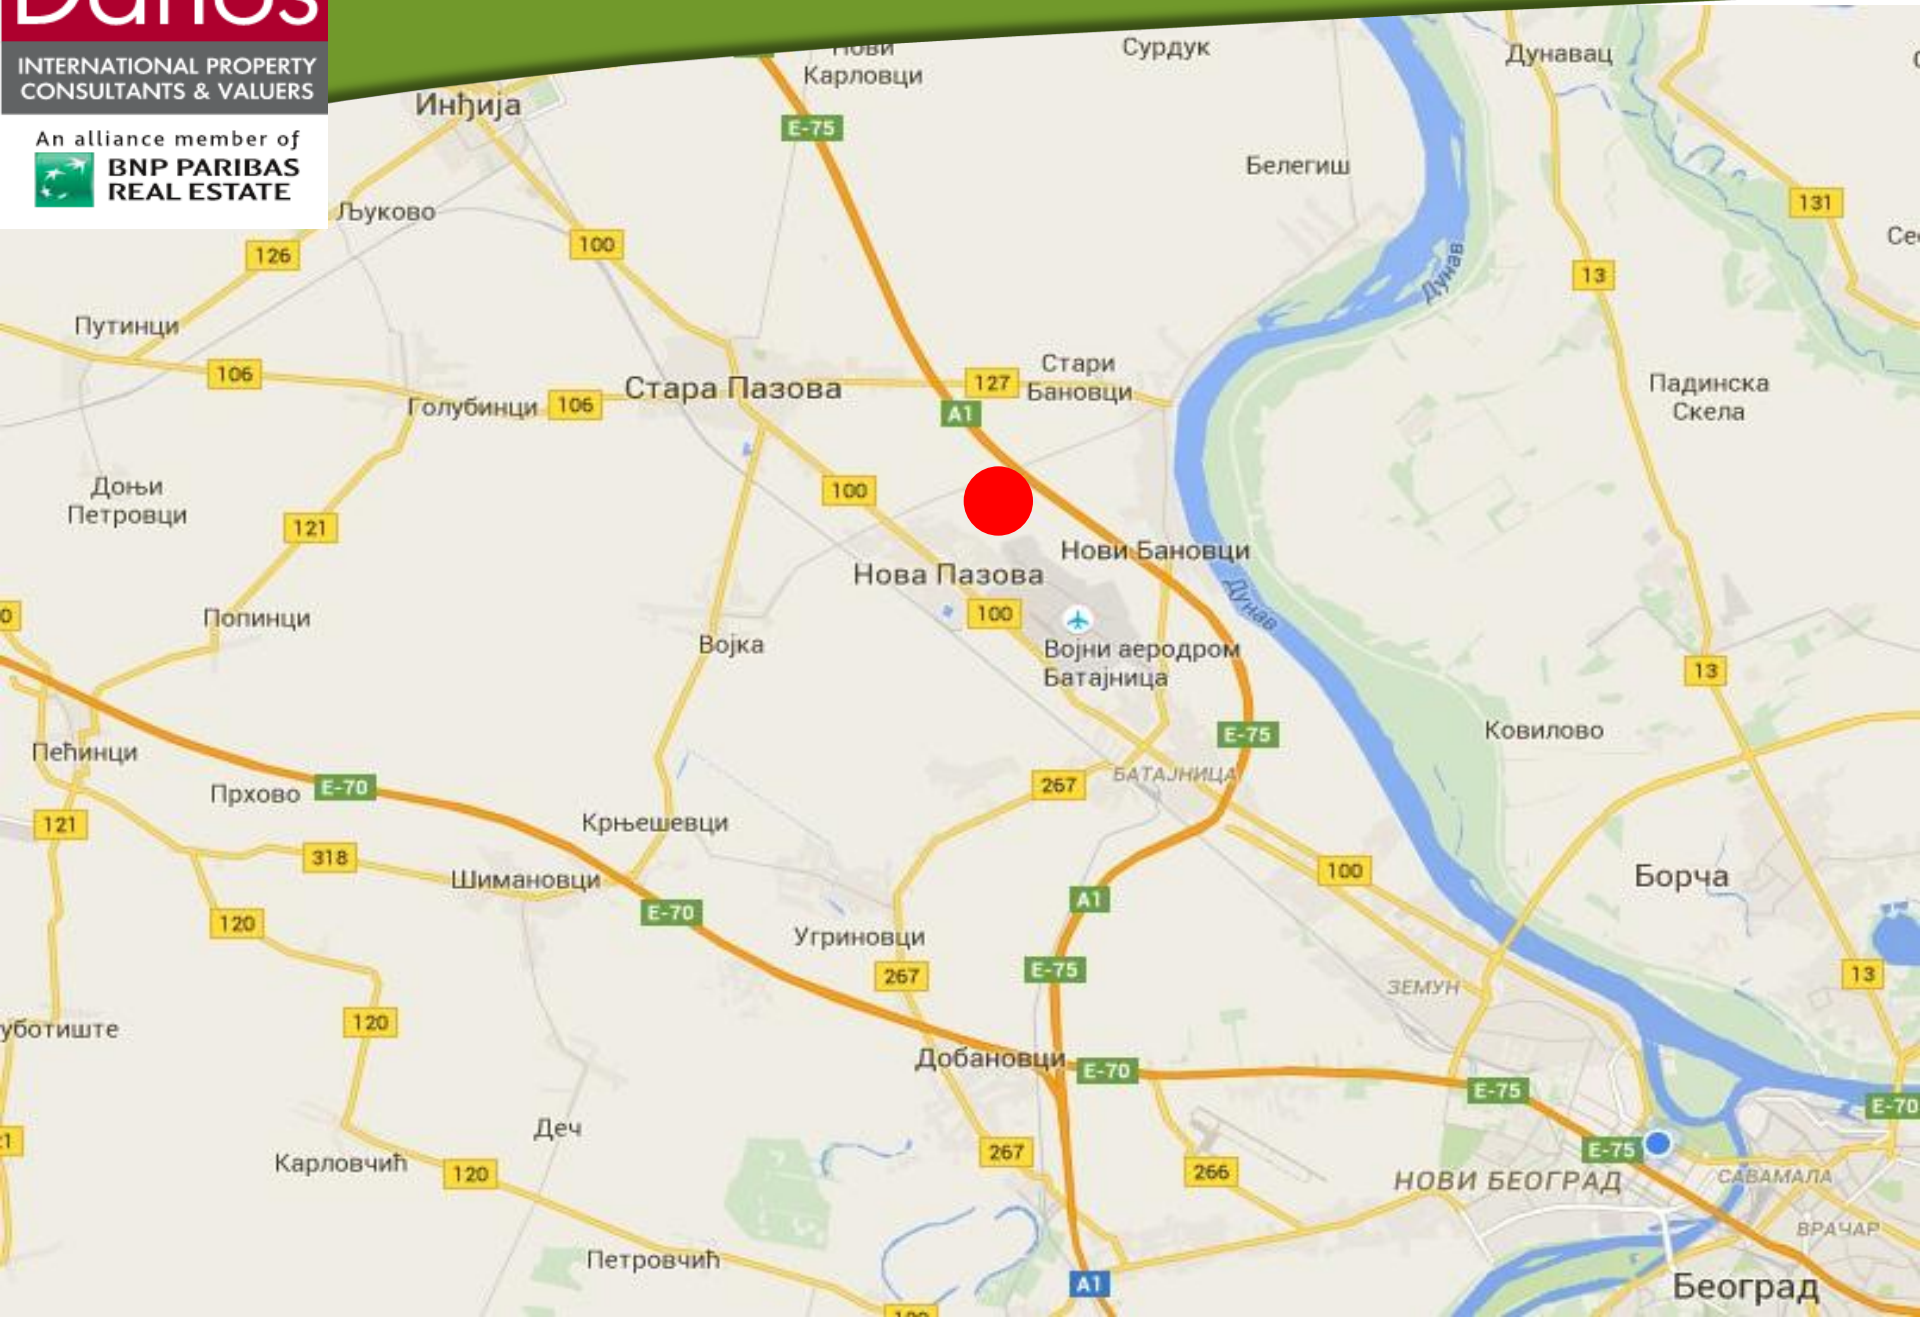 Danos
INTERNATIONAL PROPERTY
CONSULTANTS & VALUERS
An alliance member of
BNP PARIBAS
REAL ESTATE
Нови
Карловци
Сурдук
Дунавац
Инђија
E-75
Белегиш
131
Љуково
100
126
Дунав
13
Путинци
106
Стари
Бановци
127
Стара Пазова
Голубинци
106
A1
Падинска
Скела
Доњи
Петровци
100
121
Нови Бановци
Нова Пазова
Дунав
100
Попинци
Војка
Војни аеродром
Батајница
13
E-75
Ковилово
Пећинци
БАТАЈНИЦА
267
Прхово
E-70
121
Крњешевци
318
Шимановци
100
Борча
A1
E-70
120
Угриновци
E-75
267
13
ЗЕМУН
120
уботиште
Добановци
E-70
E-75
E-70
Деч
E-75
Карловчић
120
267
266
НОВИ БЕОГРАД
САВАМАЛА
ВРАЧАР
Петровчић
A1
Београд